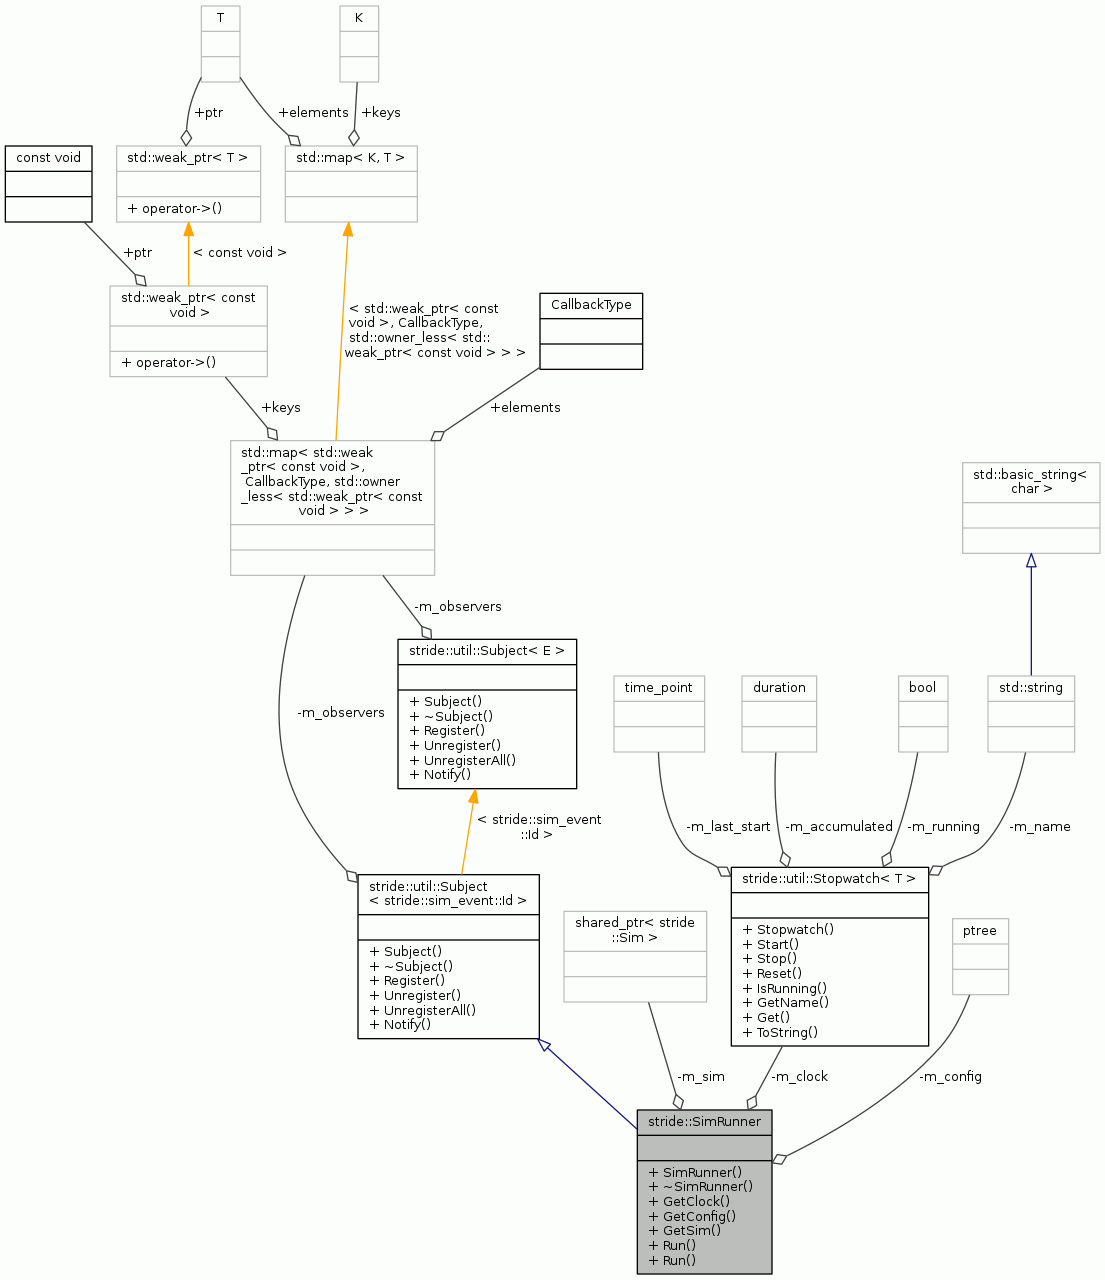 T
K
+ptr
+elements
+keys
const void
std::weak_ptr< T >
+ operator->()
std::map< K, T >
+ptr
< const void >
std::weak_ptr< const
void >
+ operator->()
< std::weak_ptr< const
void >, CallbackType,
std::owner_less< std::
weak_ptr< const void > > >
CallbackType
+keys
+elements
std::map< std::weak
_ptr< const void >,
CallbackType, std::owner
_less< std::weak_ptr< const
void > > >
std::basic_string<
char >
-m_observers
stride::util::Subject< E >
+ Subject()
+ ~Subject()
+ Register()
+ Unregister()
+ UnregisterAll()
+ Notify()
-m_observers
time_point
duration
bool
std::string
< stride::sim_event
::Id >
-m_last_start
-m_accumulated
-m_running
-m_name
stride::util::Subject
< stride::sim_event::Id >
+ Subject()
+ ~Subject()
+ Register()
+ Unregister()
+ UnregisterAll()
+ Notify()
shared_ptr< stride
::Sim >
stride::util::Stopwatch< T >
+ Stopwatch()
+ Start()
+ Stop()
+ Reset()
+ IsRunning()
+ GetName()
+ Get()
+ ToString()
ptree
-m_sim
-m_clock
-m_config
stride::SimRunner
+ SimRunner()
+ ~SimRunner()
+ GetClock()
+ GetConfig()
+ GetSim()
+ Run()
+ Run()